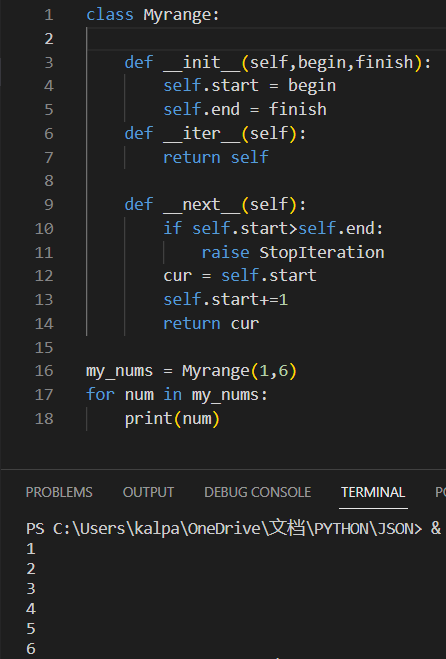 1 class Myrange:
2
3     def __init__(self,begin,finish):
4         self.start = begin
5         self.end = finish
6     def __iter__(self):
7         return self
8
9     def __next__(self):
10         if self.start>self.end:
11             raise StopIteration
12         cur = self.start
13         self.start+=1
14         return cur
15
16 my_nums = Myrange(1,6)
17 for num in my_nums:
18     print(num)
PROBLEMS OUTPUT DEBUG CONSOLE TERMINAL
PS C:\Users\kalpa\OneDrive\文档\PYTHON\JSON> &
1
2
3
4
5
6